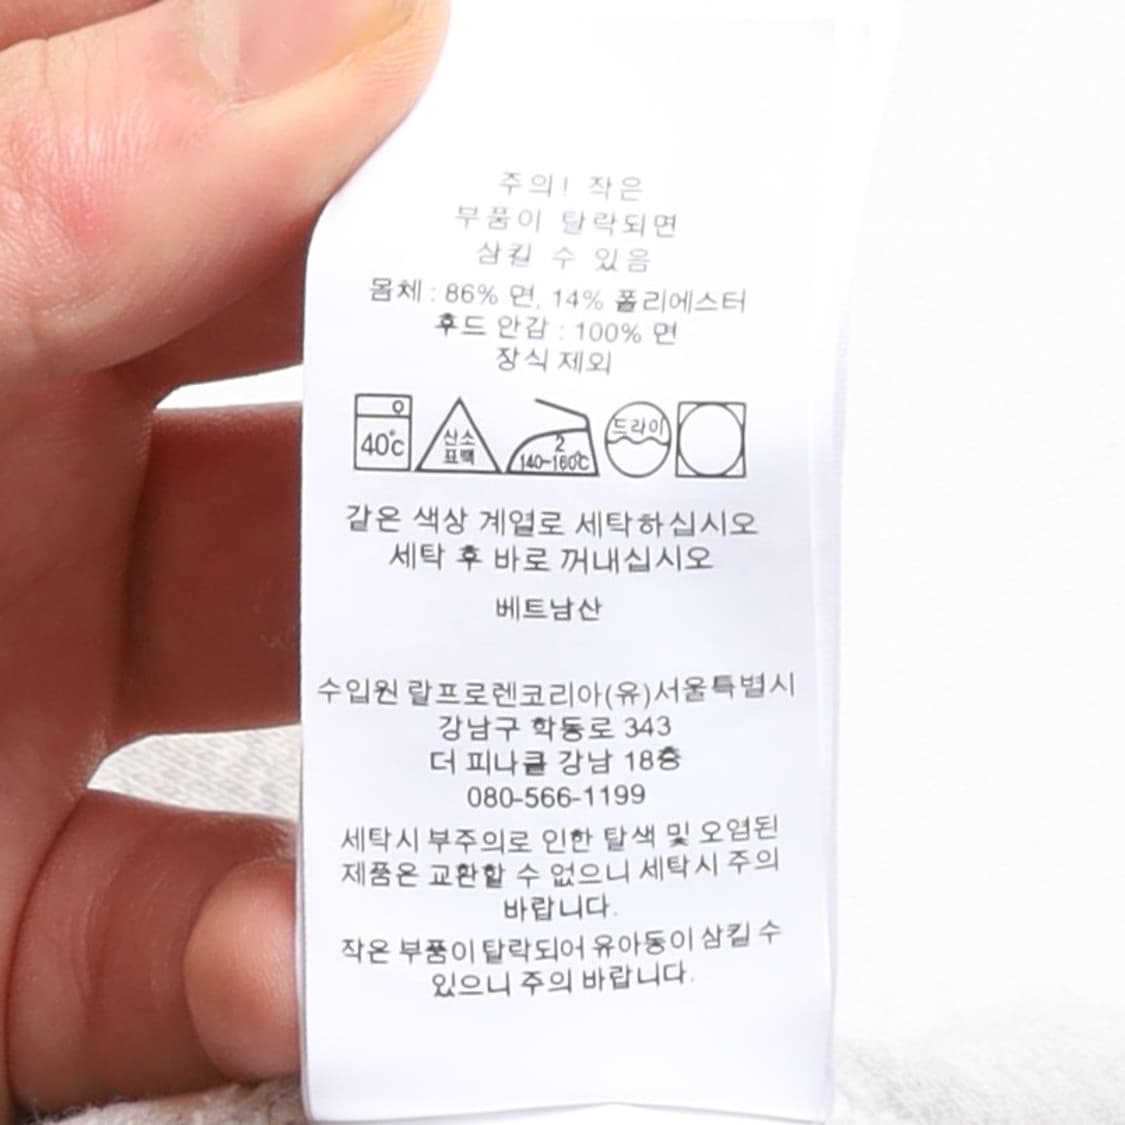 주의! 작은
부품이 탈락되면
삼킬 수 있음
몸체 : 86% 면, 14% 폴리에스터
후드 안감 : 100% 면
장식 제외
40℃
산소
표백
2
140~160℃
드라이
같은 색상 계열로 세탁하십시오
세탁 후 바로 꺼내십시오
베트남산
수입원 랄프로렌코리아(유)서울특별시
강남구 학동로 343
더 피나클 강남 18층
080-566-1199
세탁시 부주의로 인한 탈색 및 오염된
제품은 교환할 수 없으니 세탁시 주의
바랍니다.
작은 부품이 탈락되어 유아동이 삼킬 수
있으니 주의 바랍니다.